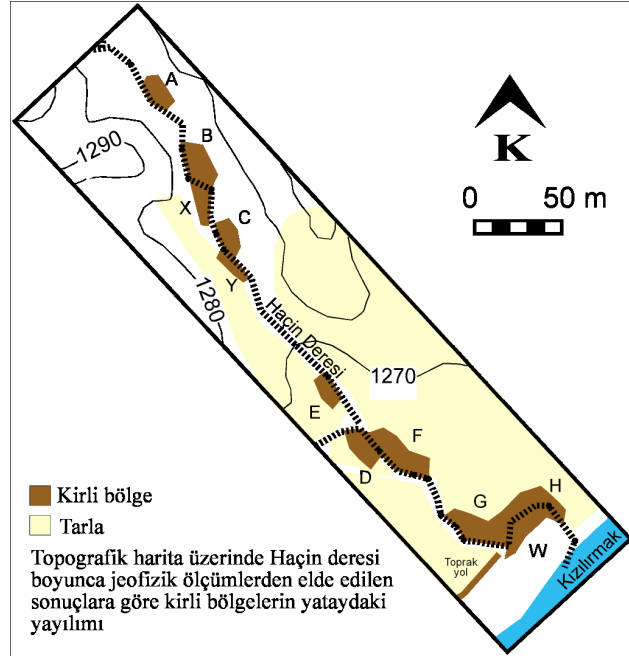 A
B
1290
K
0 50 m
X
C
Y
1280
Haçin Deresi
1270
E
F
D
H
G
Kirli bölge
W
Tarla
Toprak
yol
Kızılırmak
Topografik harita üzerinde Haçin deresi
boyunca jeofizik ölçümlerden elde edilen
sonuçlara göre kirli bölgelerin yataydaki
yayılımı